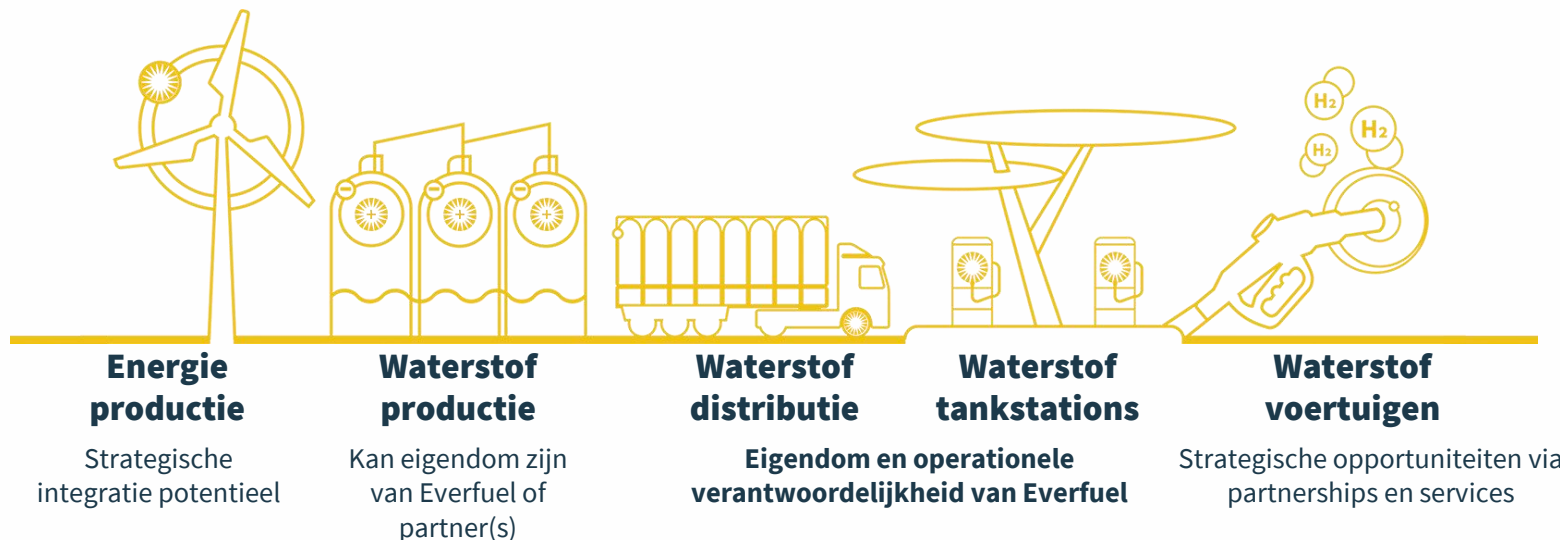 H2
H2
H2
Energie
productie
Strategische
integratie potentieel
Waterstof
productie
Kan eigendom zijn
van Everfuel of
partner(s)
Waterstof
distributie
Waterstof
tankstations
Eigendom en operationele
verantwoordelijkheid van Everfuel
Waterstof
voertuigen
Strategische opportuniteiten via
partnerships en services